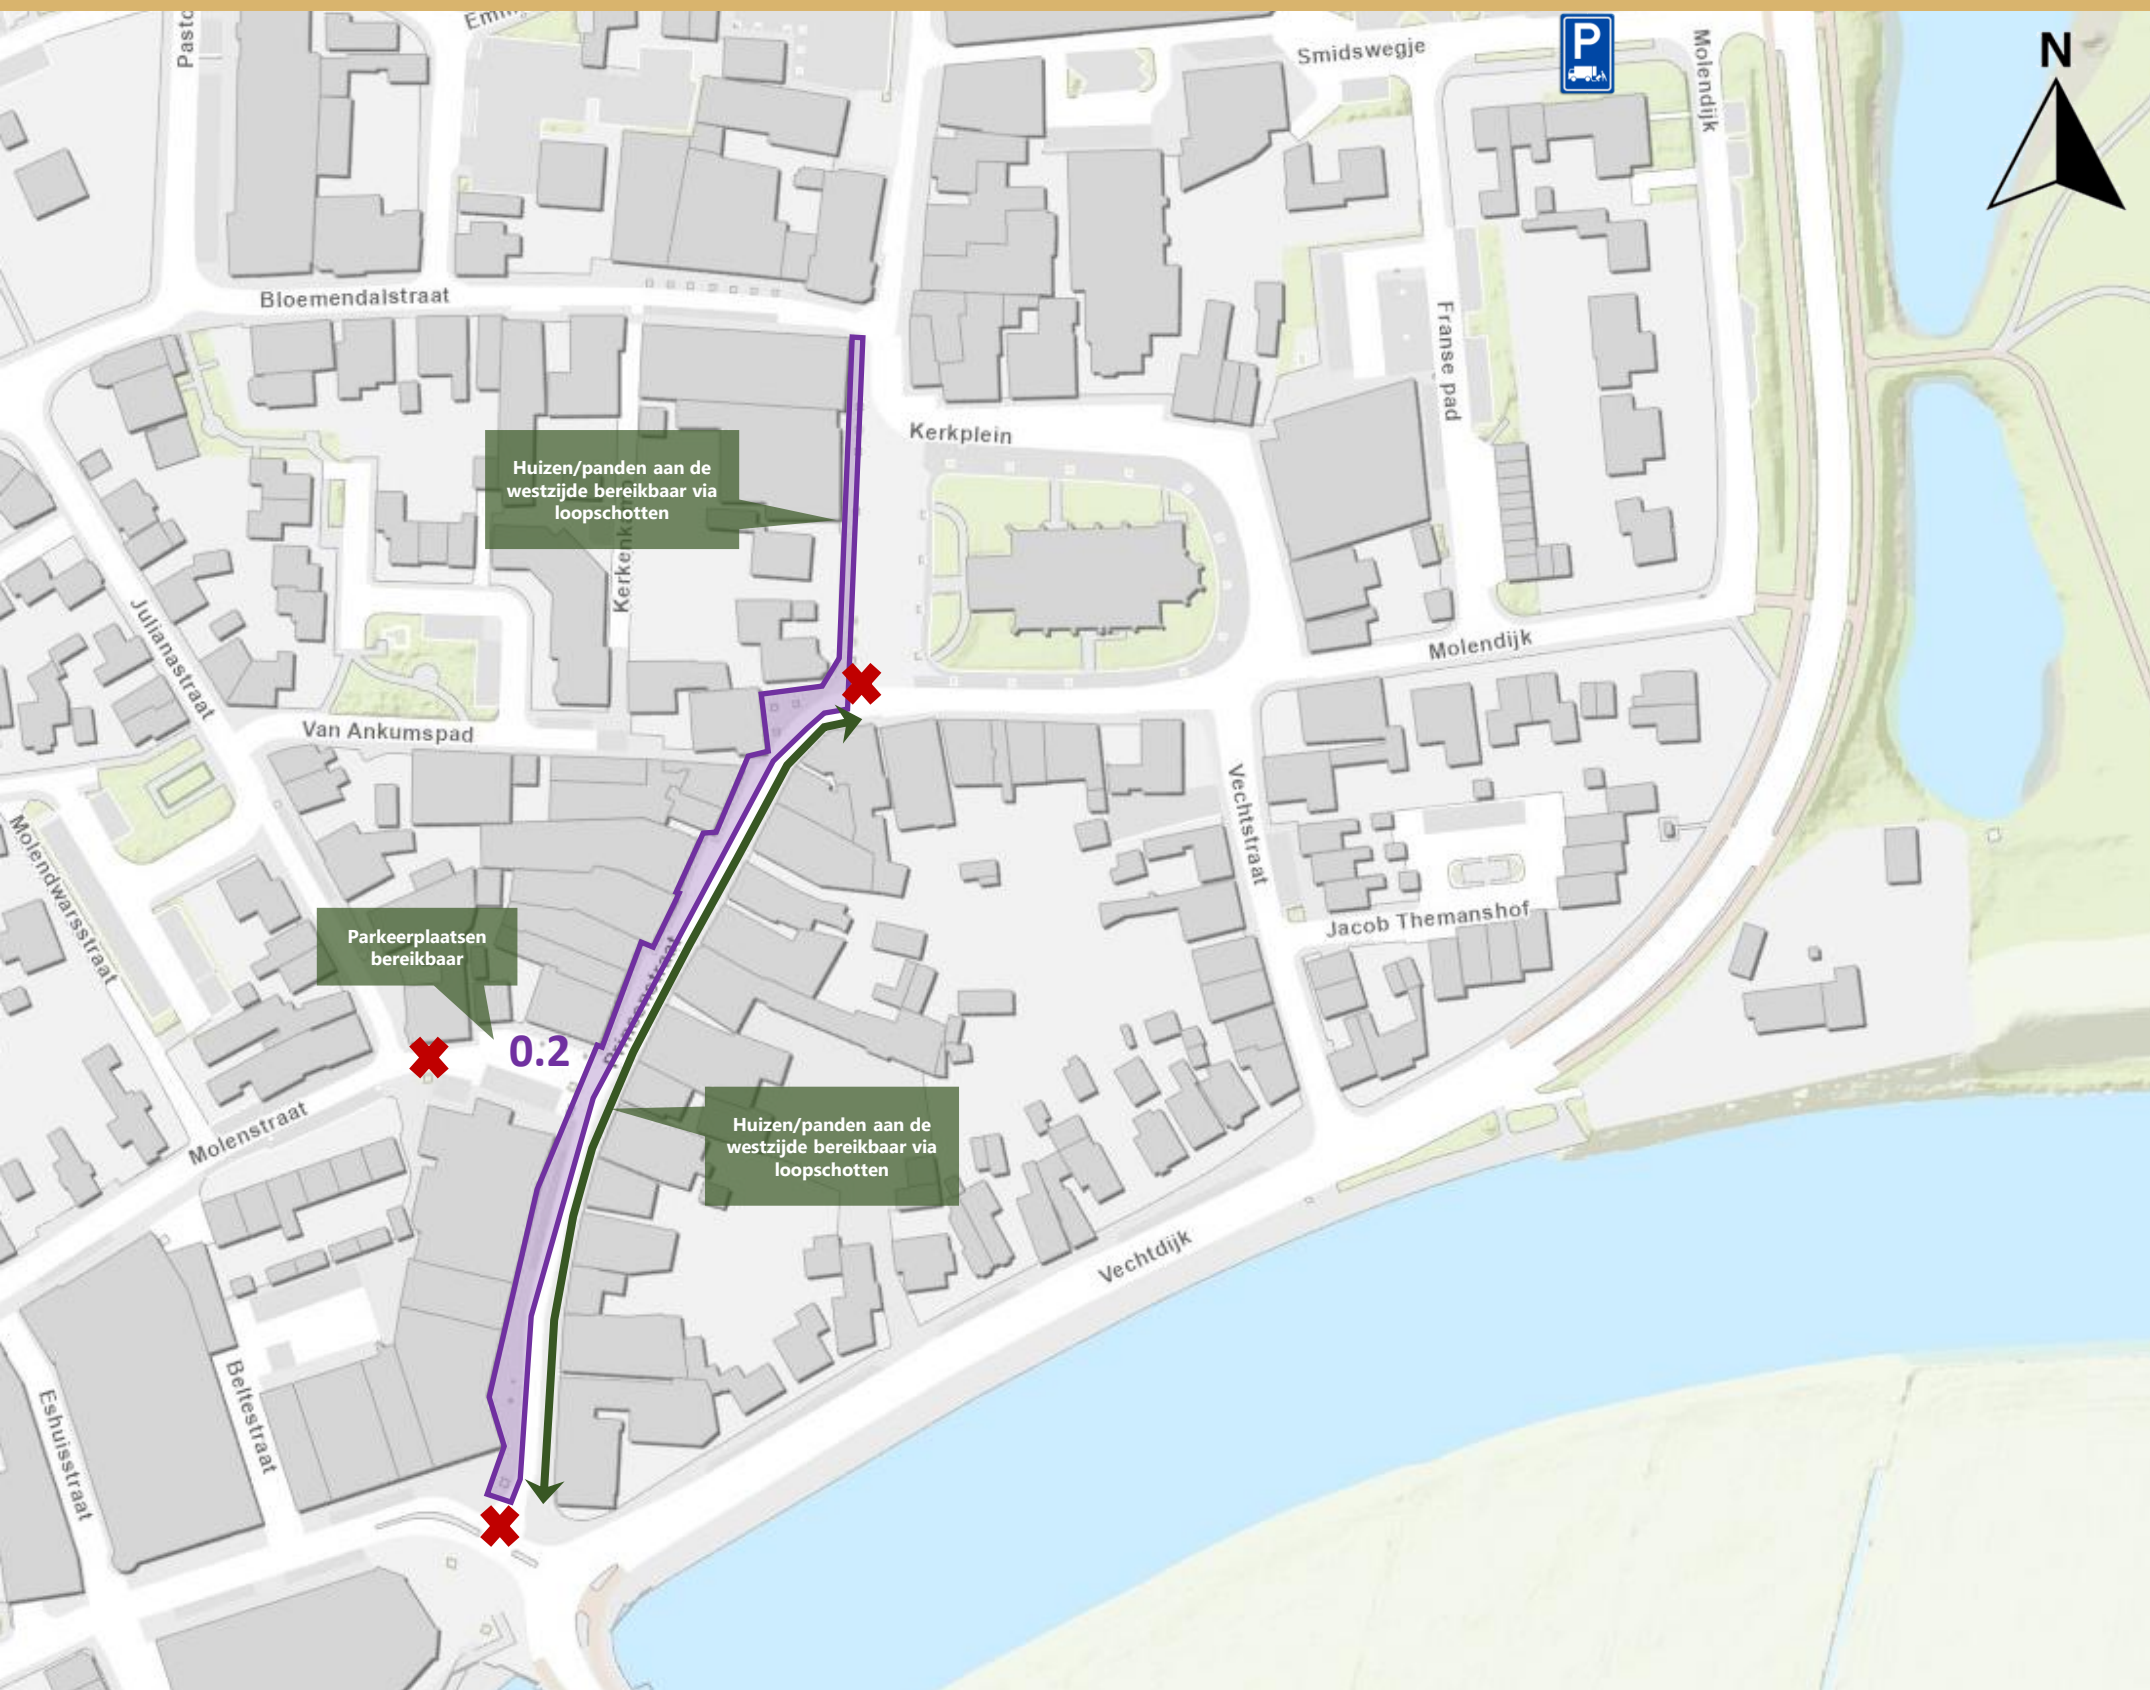 Smidswegje
P
Molendijk
N
Bloemendalstraat
Franse pad
Kerkplein
Huizen/panden aan de
westzijde bereikbaar via
loopschotten
Julianastraat
Molendijk
Van Ankumspad
Vechtstraat
Molendwarsstraat
Jacob Themanshof
Parkeerplaatsen
bereikbaar
Prinsenstraat
0.2
Molenstraat
Huizen/panden aan de
westzijde bereikbaar via
loopschotten
Vechtdijk
Beltestraat
Eshuisstraat